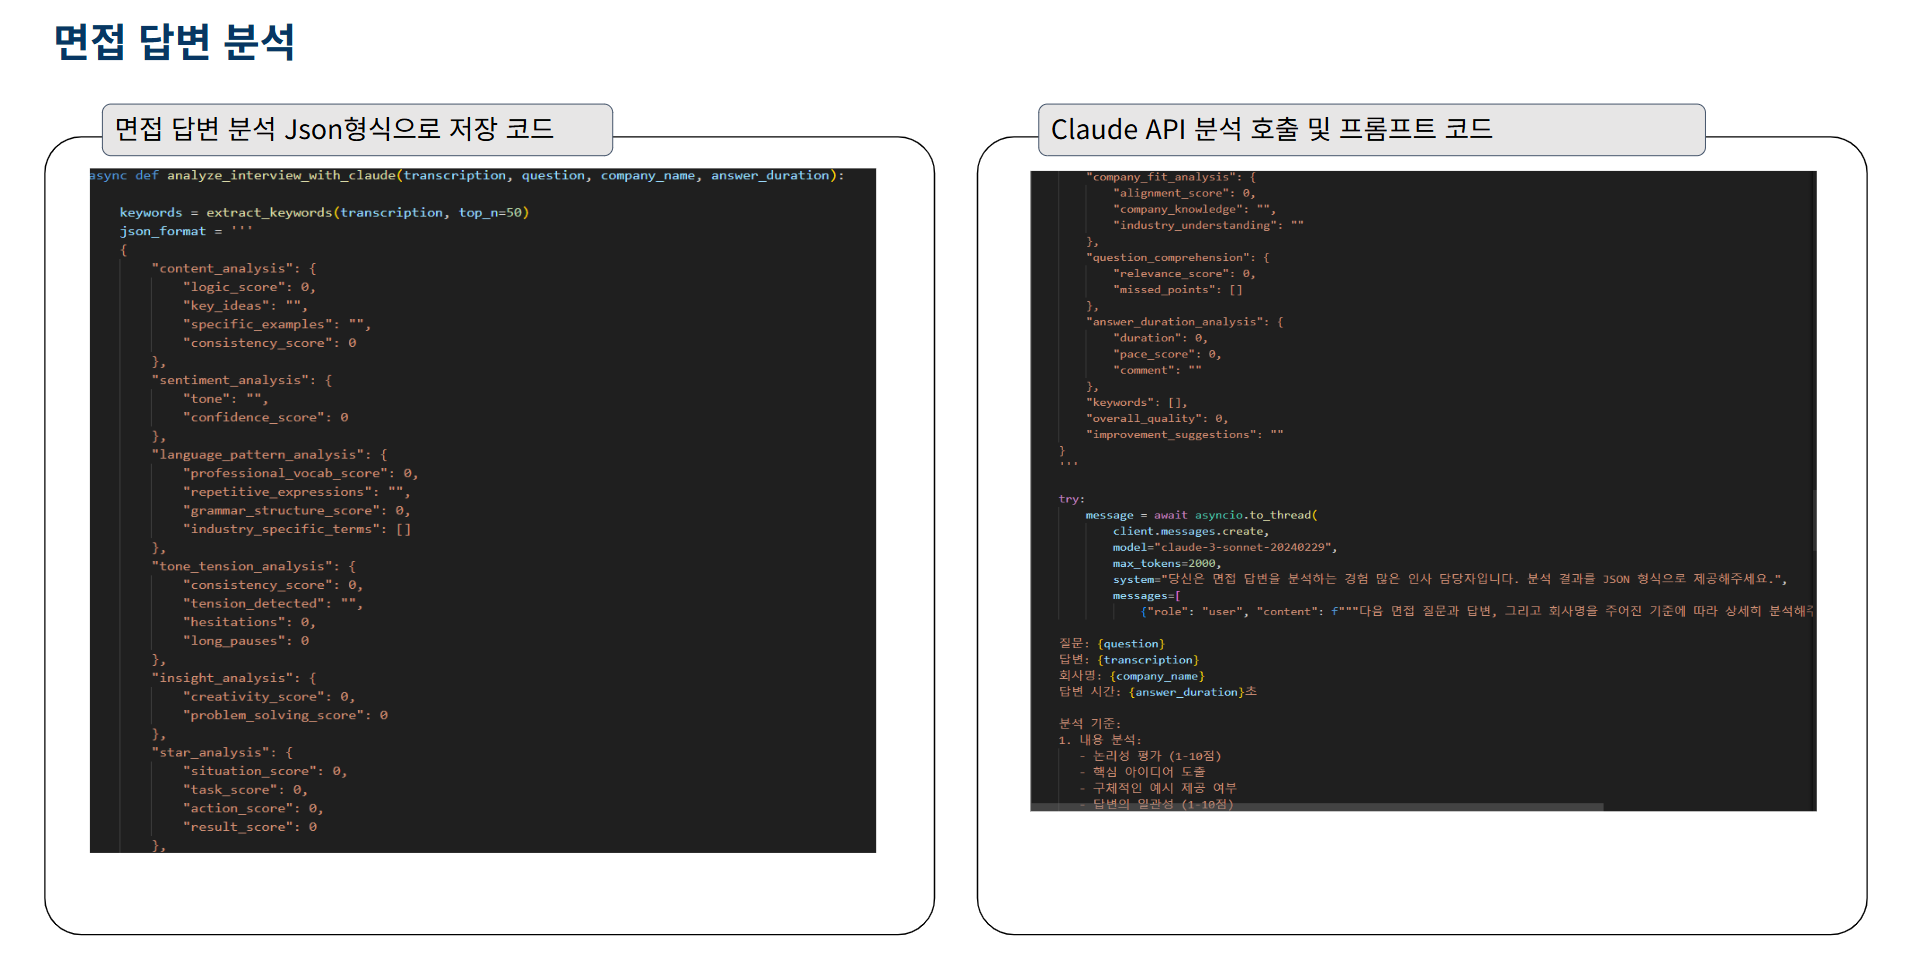 면접 답변 분석
면접 답변 분석 Json형식으로 저장 코드
async def analyze_interview_with_claude(transcription, question, company_name, answer_duration):
keywords = extract_keywords(transcription, top_n=50)
json_format = '''
{
"content_analysis": {
"logic_score": 0,
"key_ideas": "",
"specific_examples": "",
"consistency_score": 0
},
"sentiment_analysis": {
"tone": "",
"confidence_score": 0
},
"language_pattern_analysis": {
"professional_vocab_score": 0,
"repetitive_expressions": "",
"grammar_structure_score": 0,
"industry_specific_terms": []
},
"tone_tension_analysis": {
"consistency_score": 0,
"tension_detected": "",
"hesitations": 0,
"long_pauses": 0
},
"insight_analysis": {
"creativity_score": 0,
"problem_solving_score": 0
},
"star_analysis": {
"situation_score": 0,
"task_score": 0,
"action_score": 0,
"result_score": 0
},
Claude API 분석 호출 및 프롬프트 코드
"company_fit_analysis": {
"alignment_score": 0,
"company_knowledge": "",
"industry_understanding": ""
},
"question_comprehension": {
"relevance_score": 0,
"missed_points": []
},
"answer_duration_analysis": {
"duration": 0,
"pace_score": 0,
"comment": ""
},
"keywords": [],
"overall_quality": 0,
"improvement_suggestions": ""
}
'''
try:
message = await asyncio.to_thread(
client.messages.create,
model="claude-3-sonnet-20240229",
max_tokens=2000,
system="당신은 면접 답변을 분석하는 경험 많은 인사 담당자입니다. 분석 결과를 JSON 형식으로 제공해주세요.",
messages=[
{"role": "user", "content": f"""다음 면접 질문과 답변, 그리고 회사명을 주어진 기준에 따라 상세히 분석해주
질문: {question}
답변: {transcription}
회사명: {company_name}
답변 시간: {answer_duration}초
분석 기준:
1. 내용 분석:
- 논리성 평가 (1-10점)
- 핵심 아이디어 도출
- 구체적인 예시 제공 여부
- 답변의 일관성 (1-10점)